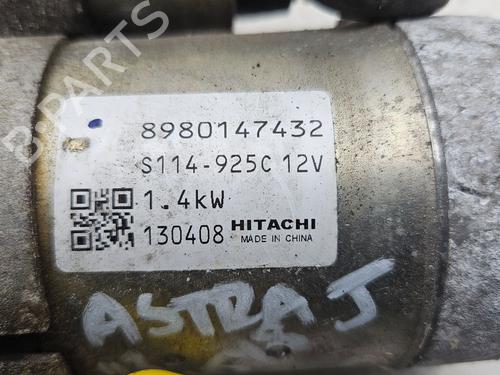 8980147432
S114-925C 12V
1.4kW
130408 HITACHI
MADE IN CHINA
ASTRA J
B-PARTS